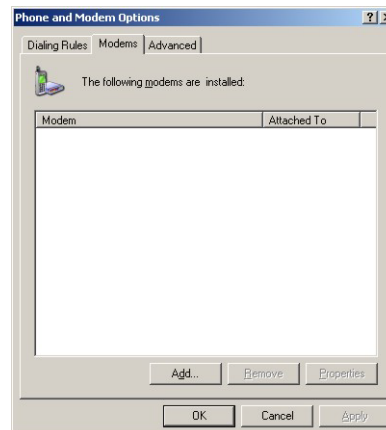 Phone and Modem Options
Dialing Rules Modems Advanced
The following modems are installed:
Modem Attached To
Add... Remove Properties
OK Cancel Apply